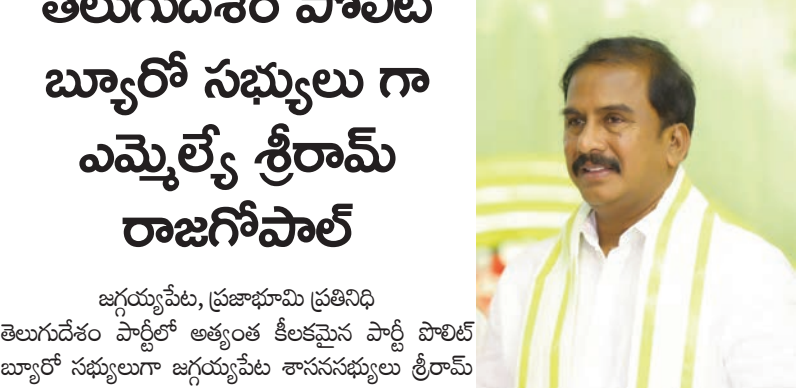 తెలుగుదేశం పొలిట్
బ్యూరో సభ్యులు గా
ఎమ్మెల్యే శ్రీరామ్
రాజగోపాల్
జగ్గయ్యపేట, ప్రజాభూమి ప్రతినిధి
తెలుగుదేశం పార్టీలో అత్యంత కీలకమైన పార్టీ పొలిట్
బ్యూరో సభ్యులుగా జగ్గయ్యపేట శాసనసభ్యులు శ్రీరామ్